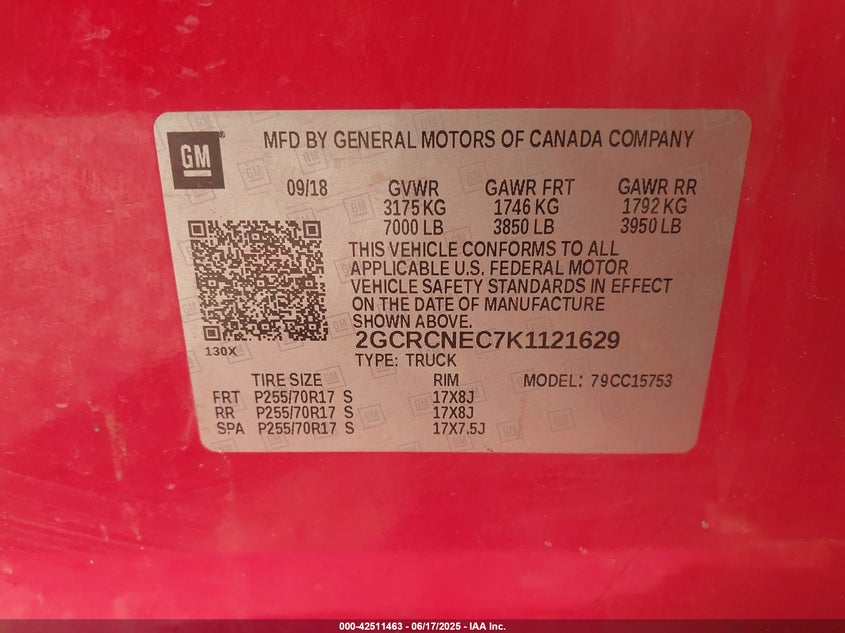 GM
MFD BY GENERAL MOTORS OF CANADA COMPANY
09/18 GVWR GAWR FRT GAWR RR
3175 KG 1746 KG 1792 KG
7000 LB 3850 LB 3950 LB
THIS VEHICLE CONFORMS TO ALL
APPLICABLE U.S. FEDERAL MOTOR
VEHICLE SAFETY STANDARDS IN EFFECT
ON THE DATE OF MANUFACTURE
SHOWN ABOVE.
2GCRCNEC7K1121629
130X
TYPE: TRUCK
TIRE SIZE RIM MODEL: 79CC15753
FRT P255/70R17 S 17X8J
RR P255/70R17 S 17X8J
SPA P255/70R17 S 17X7.5J
000-42511463 - 06/17/2025 - IAA Inc.